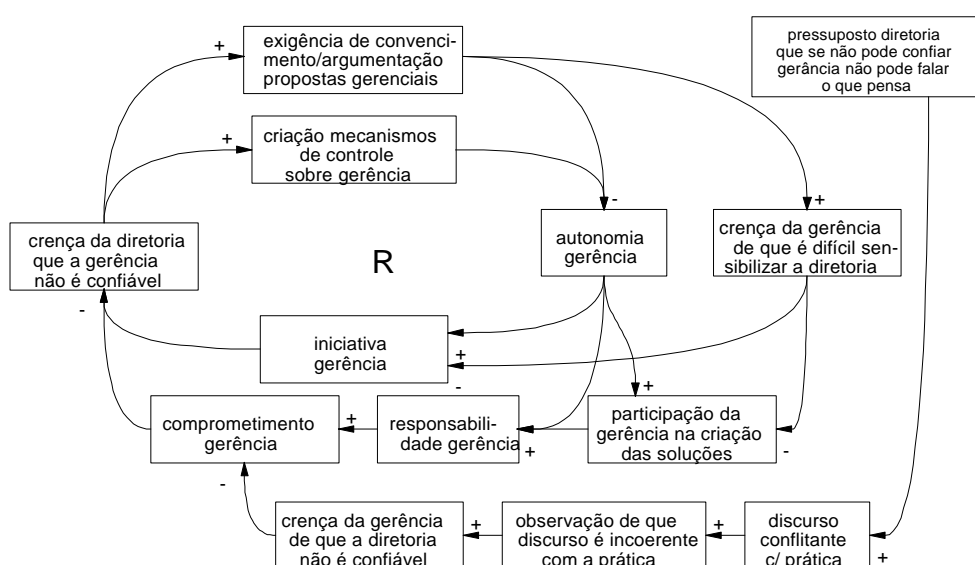 exigência de convenci-
mento/argumentação
propostas gerenciais
pressuposto diretoria
que se não pode confiar
gerância não pode falar
o que pensa
+
criação mecanismos
de controle
sobre gerência
+
-
+
crença da diretoria
que a gerência
não é confiável
R
autonomia
gerência
crença da gerência
de que é difícil sen-
sibilizar a diretoria
-
iniciativa
gerência
+
-
+
comprometimento
gerência
+
responsabili-
dade gerência
+
participação da
gerência na criação
das soluções
-
-
crença da gerência
de que a diretoria
não é confiável
+
observação de que
discurso é incoerente
com a prática
+
discurso
conflitante
c/ prática
+